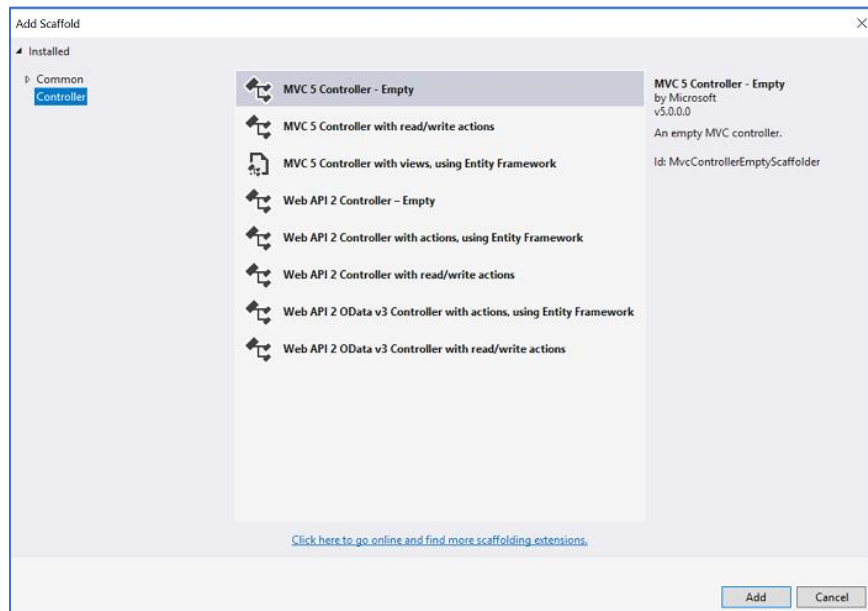 Add Scaffold
Installed
Common
Controller
MVC 5 Controller - Empty
MVC 5 Controller with read/write actions
MVC 5 Controller with views, using Entity Framework
Web API 2 Controller – Empty
Web API 2 Controller with actions, using Entity Framework
Web API 2 Controller with read/write actions
Web API 2 OData v3 Controller with actions, using Entity Framework
Web API 2 OData v3 Controller with read/write actions
MVC 5 Controller - Empty
by Microsoft
v5.0.0.0
An empty MVC controller.
Id: MvcControllerEmptyScaffolder
Click here to go online and find more scaffolding extensions.
Add
Cancel